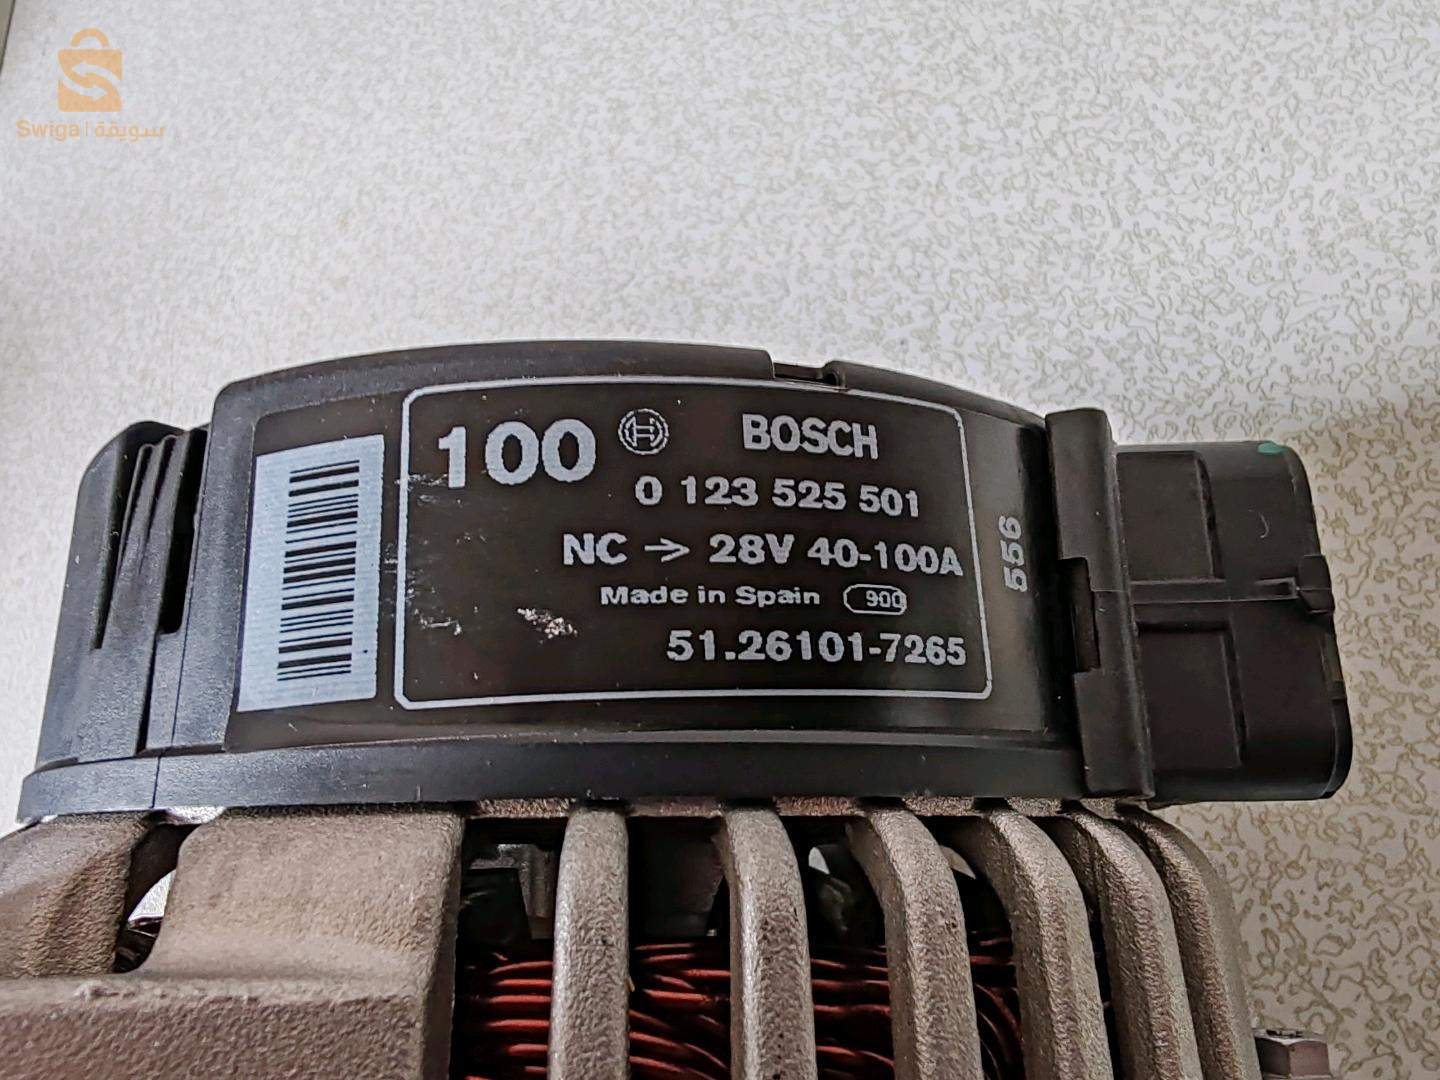 Swiga | سويقة
100 BOSCH
0 123 525 501
NC → 28V 40-100A
Made in Spain 900
51.26101-7265
556